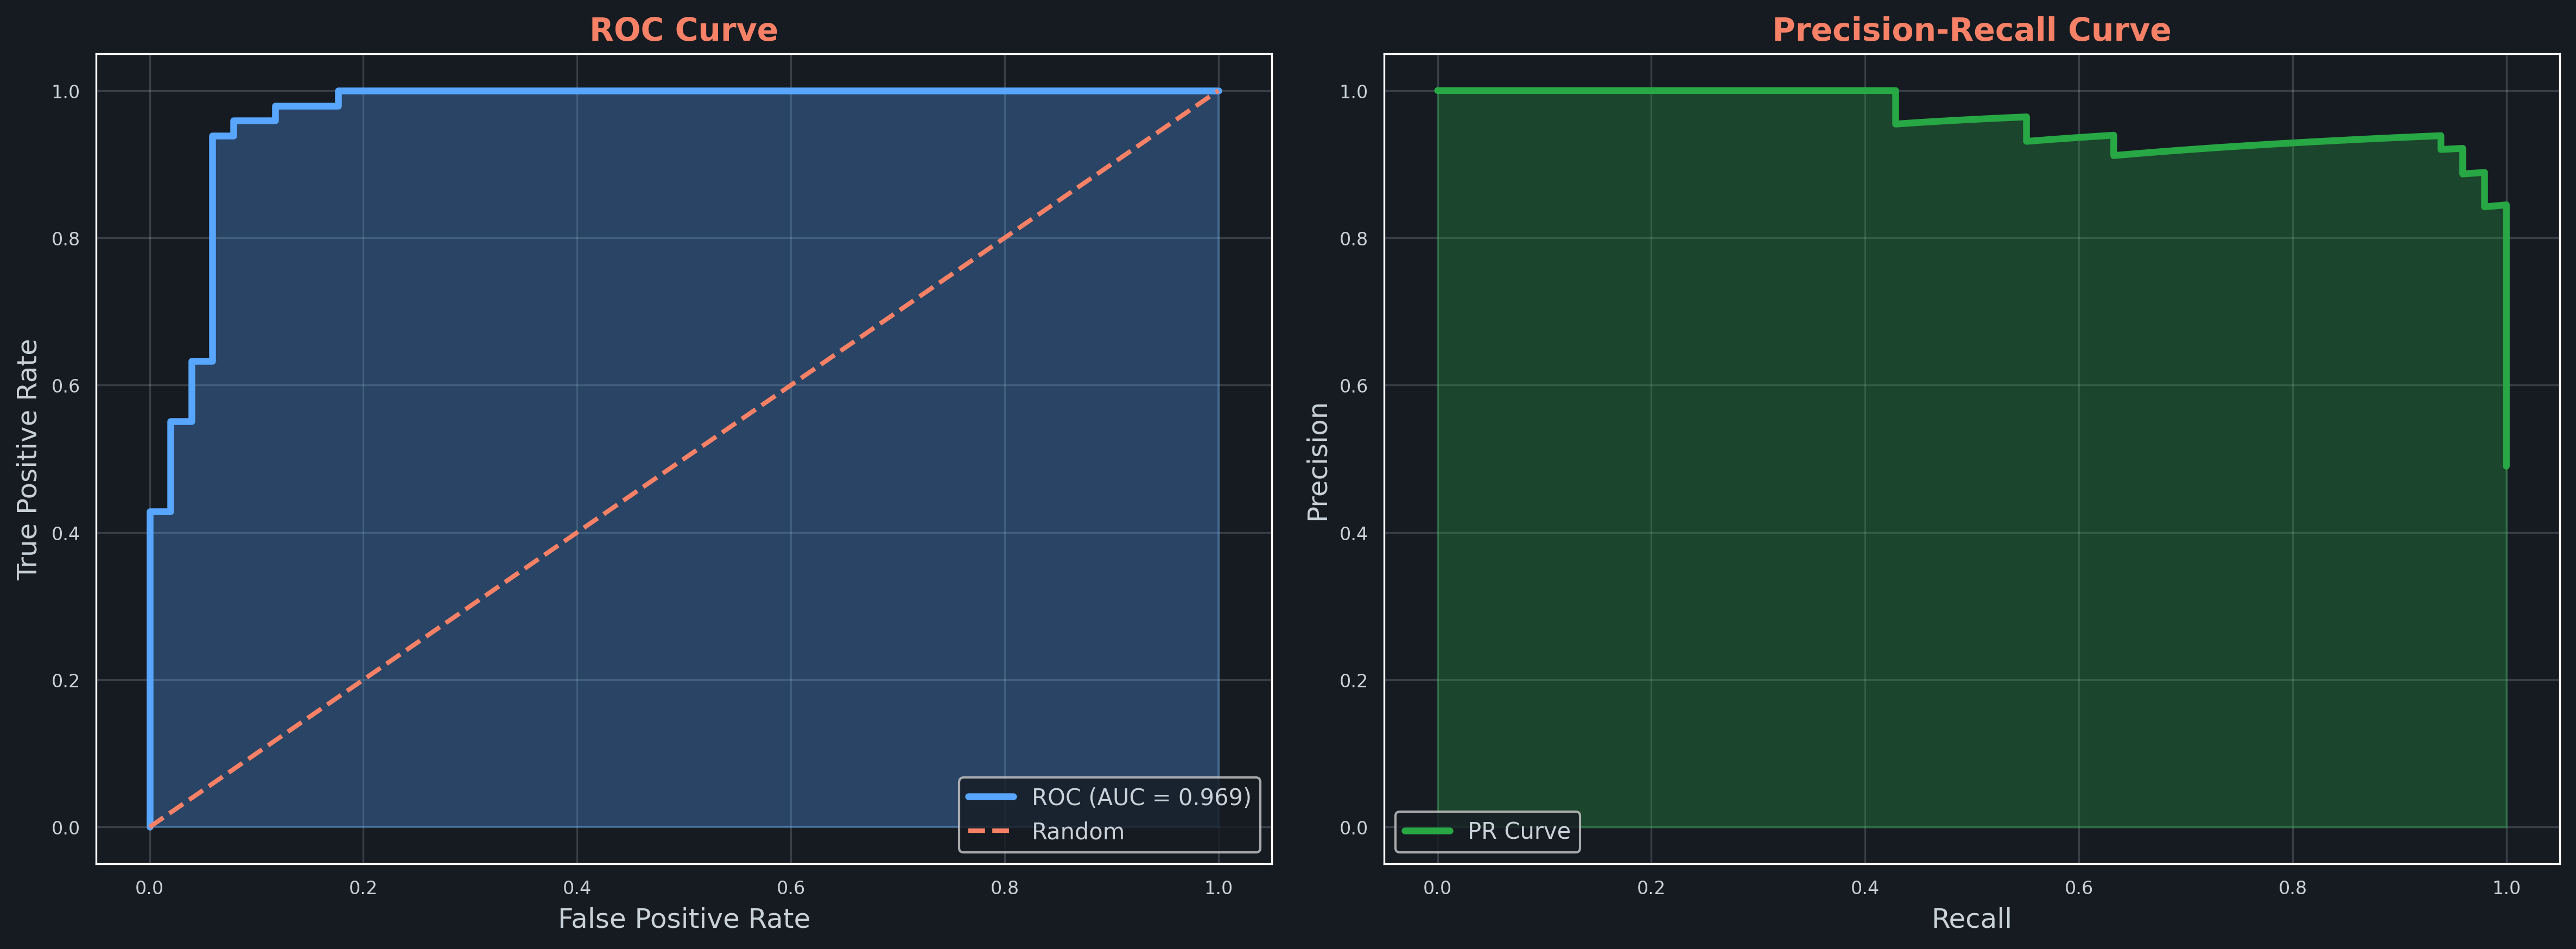 ROC Curve
True Positive Rate
1.0
0.8
0.6
0.4
0.2
0.0
0.0 0.2 0.4 0.6 0.8 1.0
False Positive Rate
ROC (AUC = 0.969)
Random
Precision-Recall Curve
Precision
1.0
0.8
0.6
0.4
0.2
0.0
0.0 0.2 0.4 0.6 0.8 1.0
Recall
PR Curve